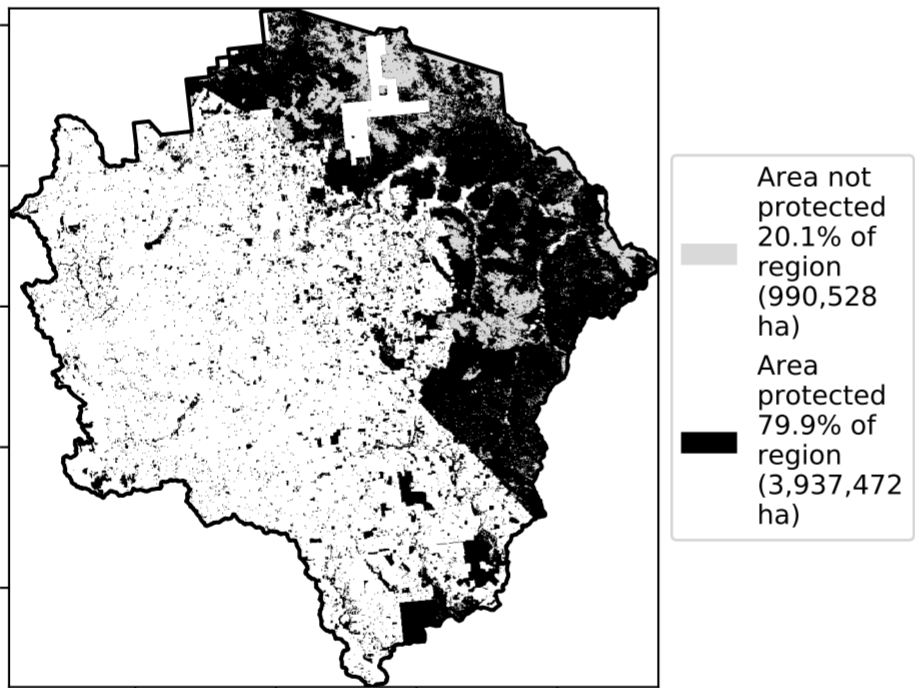 Area not
protected
20.1% of
region
(990,528
ha)
Area
protected
79.9% of
region
(3,937,472
ha)